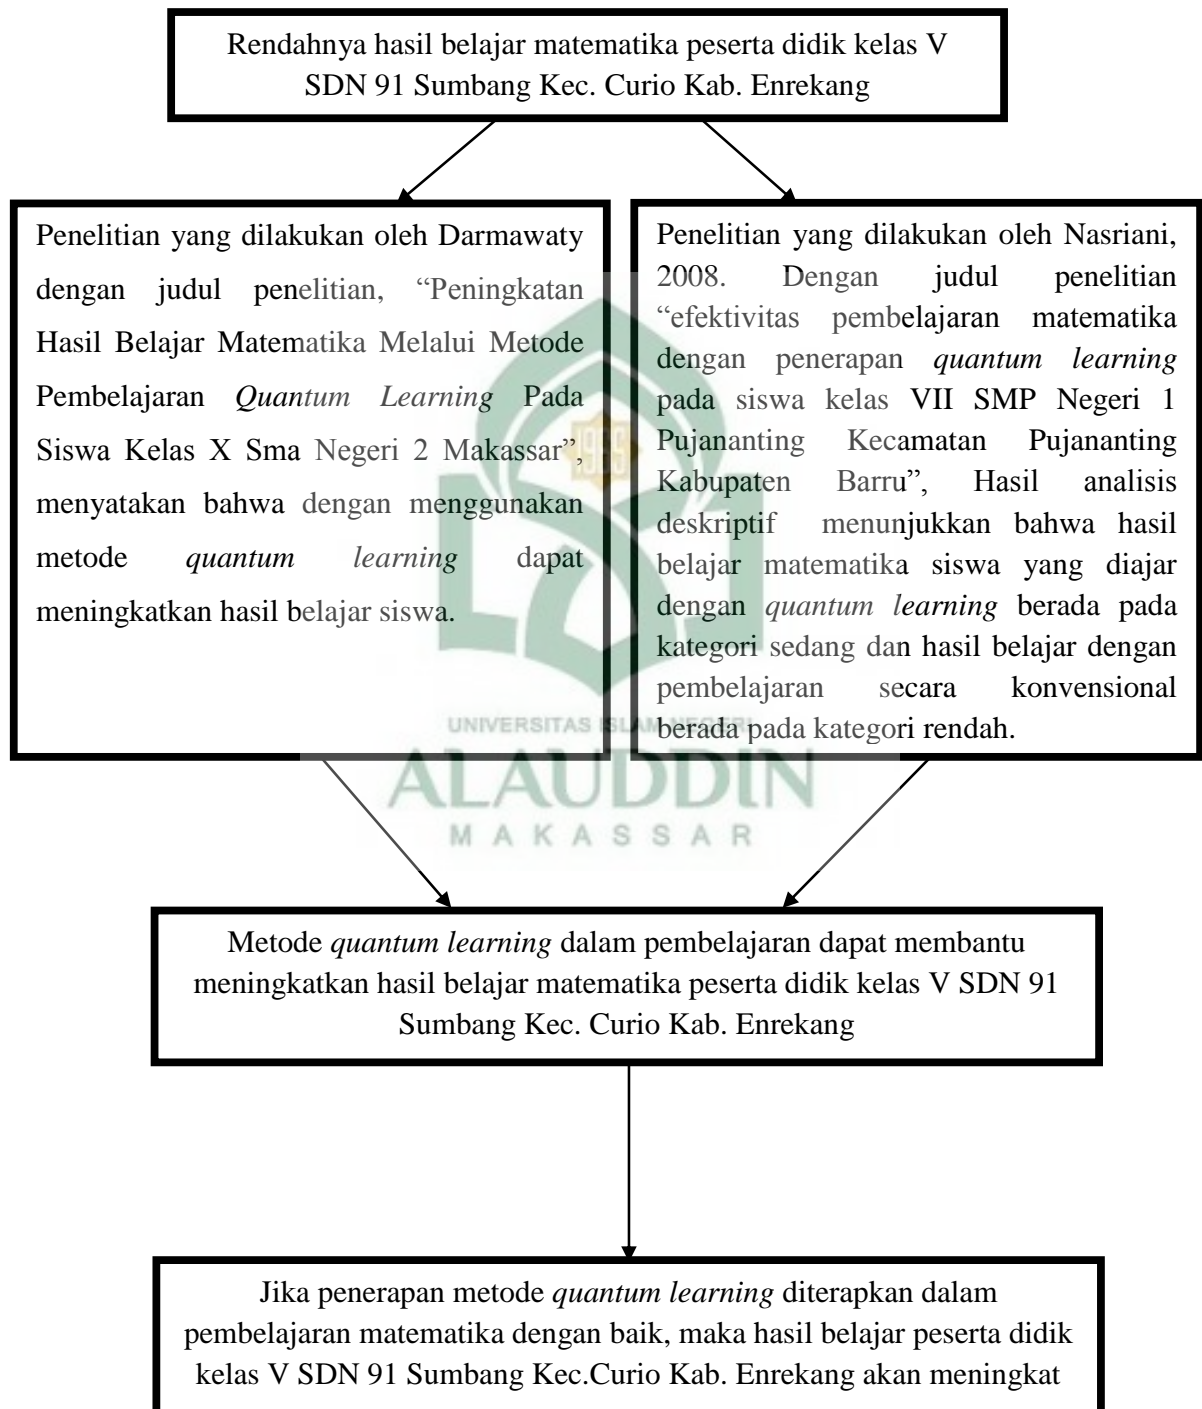 Rendahnya hasil belajar matematika peserta didik kelas V
SDN 91 Sumbang Kec. Curio Kab. Enrekang
Penelitian yang dilakukan oleh Darmawaty
dengan judul penelitian, “Peningkatan
Hasil Belajar Matematika Melalui Metode
Pembelajaran Quantum Learning Pada
Siswa Kelas X Sma Negeri 2 Makassar”,
menyatakan bahwa dengan menggunakan
metode quantum learning dapat
meningkatkan hasil belajar siswa.
Penelitian yang dilakukan oleh Nasriani,
2008. Dengan judul penelitian
“efektivitas pembelajaran matematika
dengan penerapan quantum learning
pada siswa kelas VII SMP Negeri 1
Pujananting Kecamatan Pujananting
Kabupaten Barru”, Hasil analisis
deskriptif menunjukkan bahwa hasil
belajar matematika siswa yang diajar
dengan quantum learning berada pada
kategori sedang dan hasil belajar dengan
pembelajaran secara konvensional
berada pada kategori rendah.
1965
UNIVERSITAS ISLAM NEGERI
ALAUDDIN
MAKASSAR
Metode quantum learning dalam pembelajaran dapat membantu
meningkatkan hasil belajar matematika peserta didik kelas V SDN 91
Sumbang Kec. Curio Kab. Enrekang
Jika penerapan metode quantum learning diterapkan dalam
pembelajaran matematika dengan baik, maka hasil belajar peserta didik
kelas V SDN 91 Sumbang Kec.Curio Kab. Enrekang akan meningkat